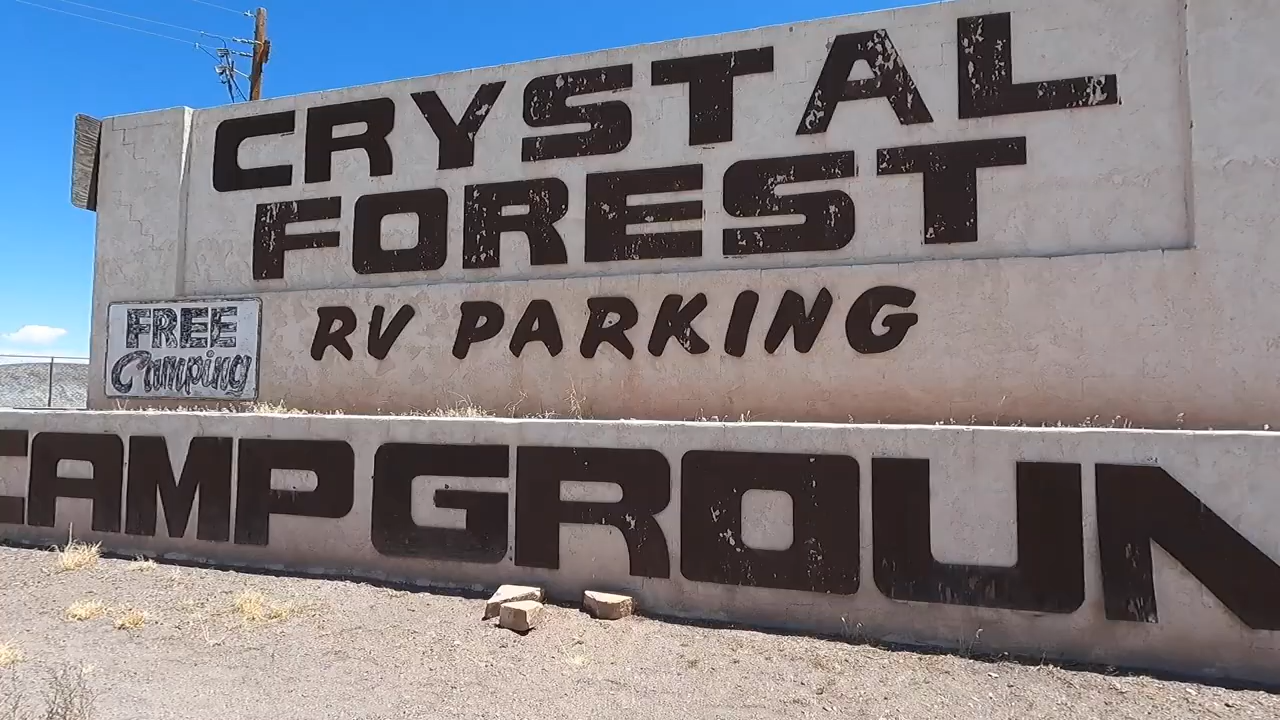 CRYSTAL
FOREST
RV PARKING
FREE
Camping
CAMPGROUN